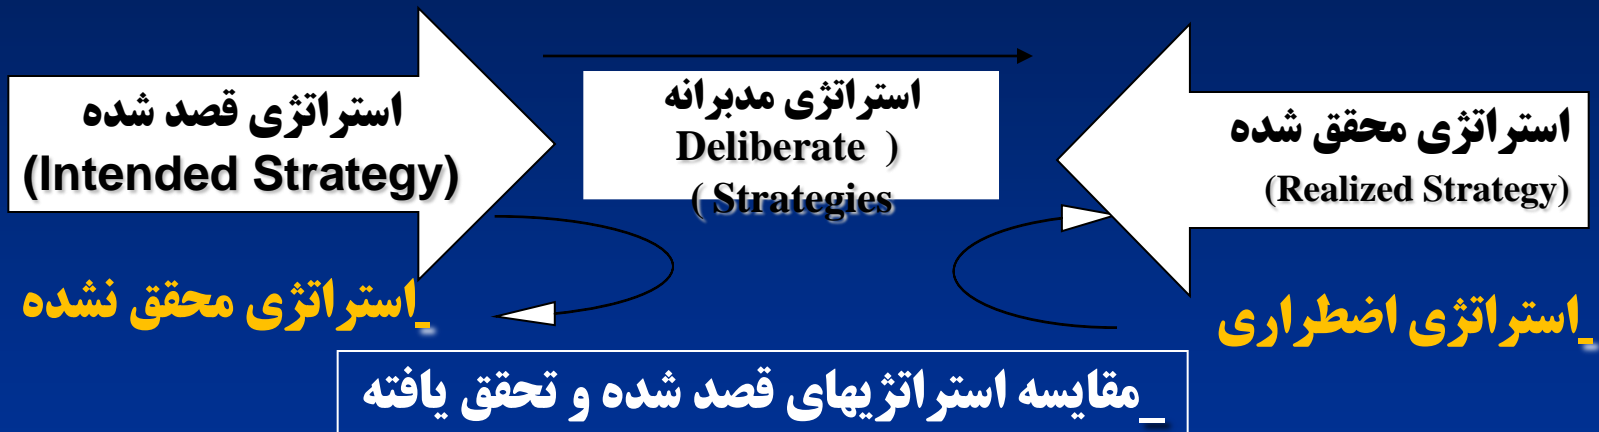 استراتژی قصد شده
(Intended Strategy)
استراتژی مدبرانه
Deliberate )
( Strategies
استراتژی محقق شده
(Realized Strategy)
_استراتژی محقق نشده
_استراتژی اضطراری
_مقایسه استراتژیهای قصد شده و تحقق یافته